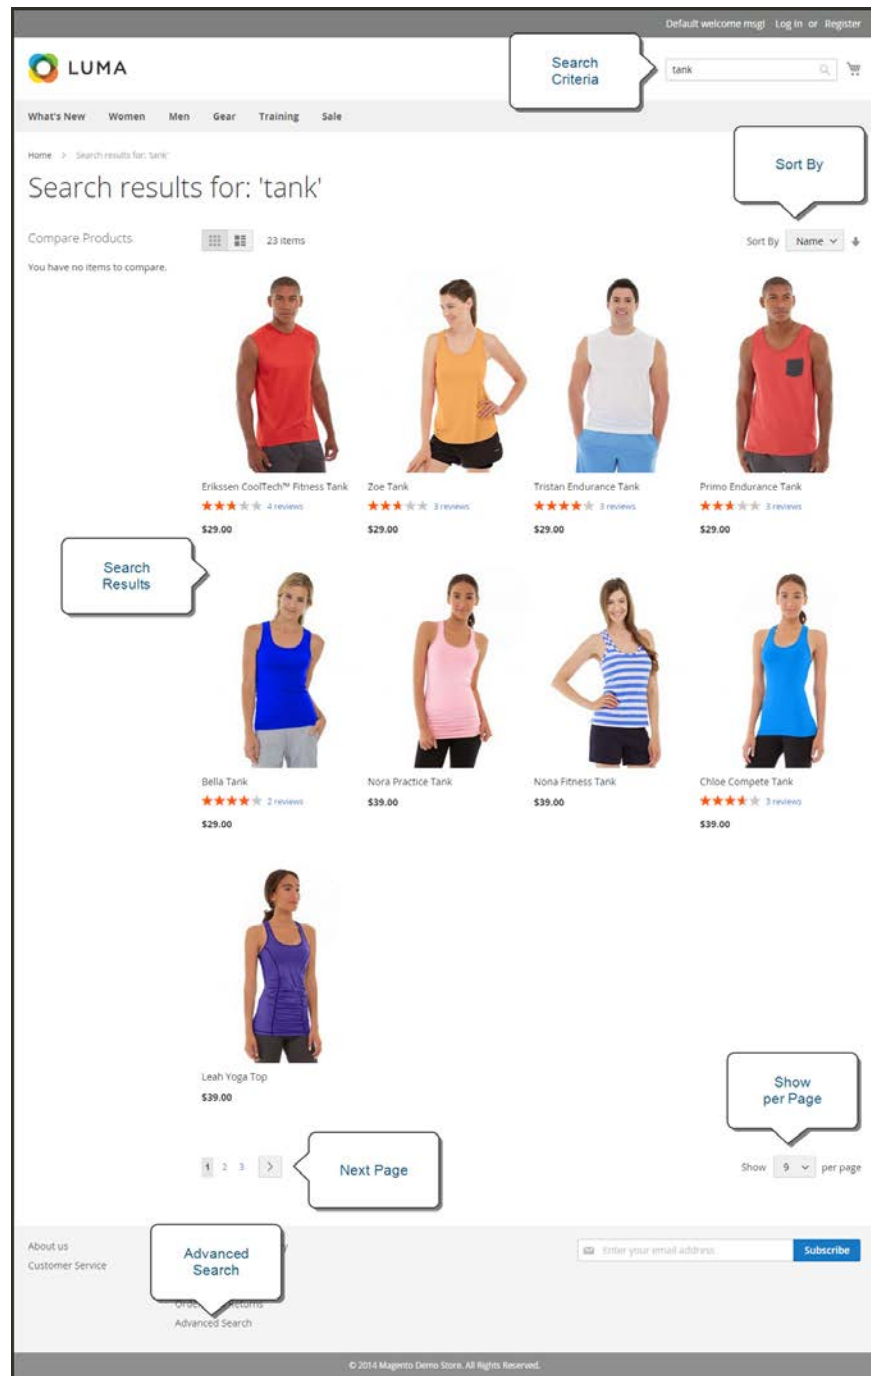 Default welcome msg! Log In or Register
LUMA
Search
Criteria
tank
What's New Women Men Gear Training Sale
Home > Search results for: 'tank'
Sort By
Search results for: 'tank'
Compare Products
23 items
Sort By Name
You have no items to compare.
Erikssen CoolTech™ Fitness Tank Zoe Tank Tristan Endurance Tank Primo Endurance Tank
4 reviews 3 reviews 3 reviews 3 reviews
$29.00 $29.00 $29.00 $29.00
Search
Results
Bella Tank Nora Practice Tank Nona Fitness Tank Chloe Compete Tank
2 reviews $39.00 $39.00 3 reviews
$29.00 $39.00
Leah Yoga Top
$39.00
Show
per Page
1 2 3 >
Next Page
Show 9 per page
About us
Customer Service
Advanced
Search
Enter your email address
Subscribe
Returns
Advanced Search
© 2014 Magento Demo Store. All Rights Reserved.